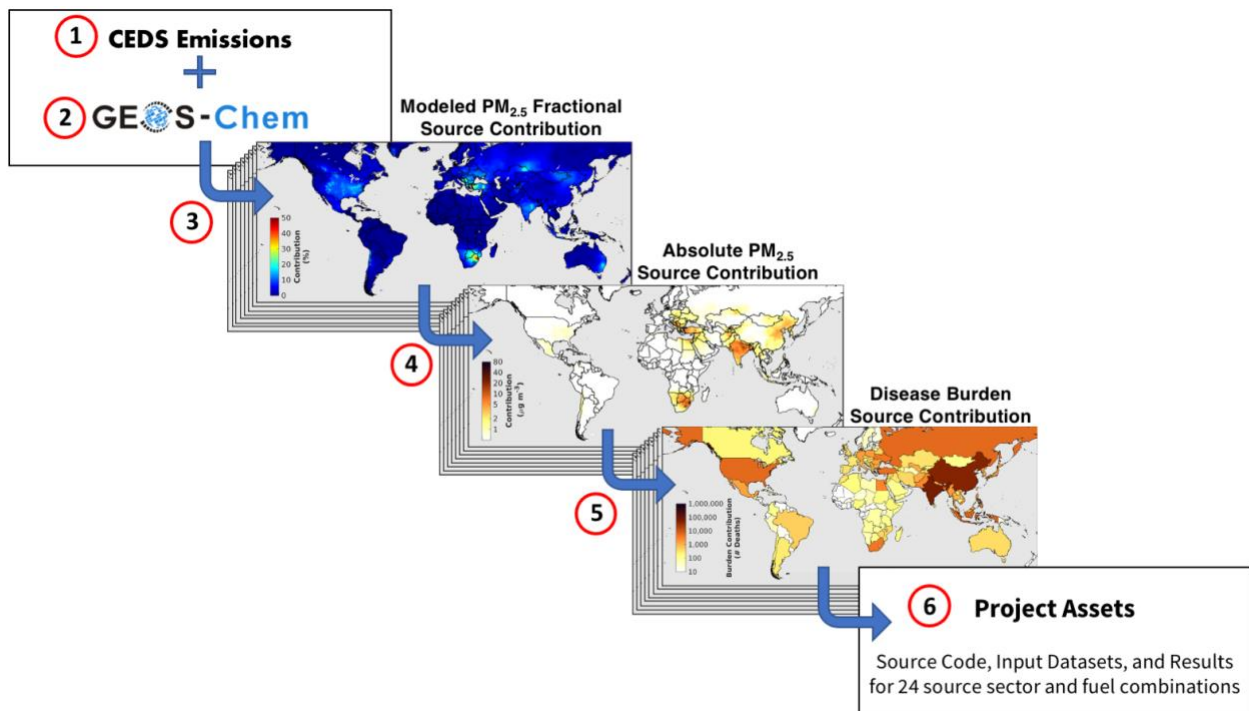 1
CEDS Emissions
+
2
GEOS-Chem
Modeled PM2.5 Fractional
Source Contribution
3
50
40
30
20
10
0
Contribution
(%)
Absolute PM2.5
Source Contribution
4
80
40
20
10
5
2
1
Contribution
(μg m-3)
Disease Burden
Source Contribution
5
1,000,000
100,000
10,000
1,000
100
10
Burden Contribution
(# Deaths)
6
Project Assets
Source Code, Input Datasets, and Results
for 24 source sector and fuel combinations